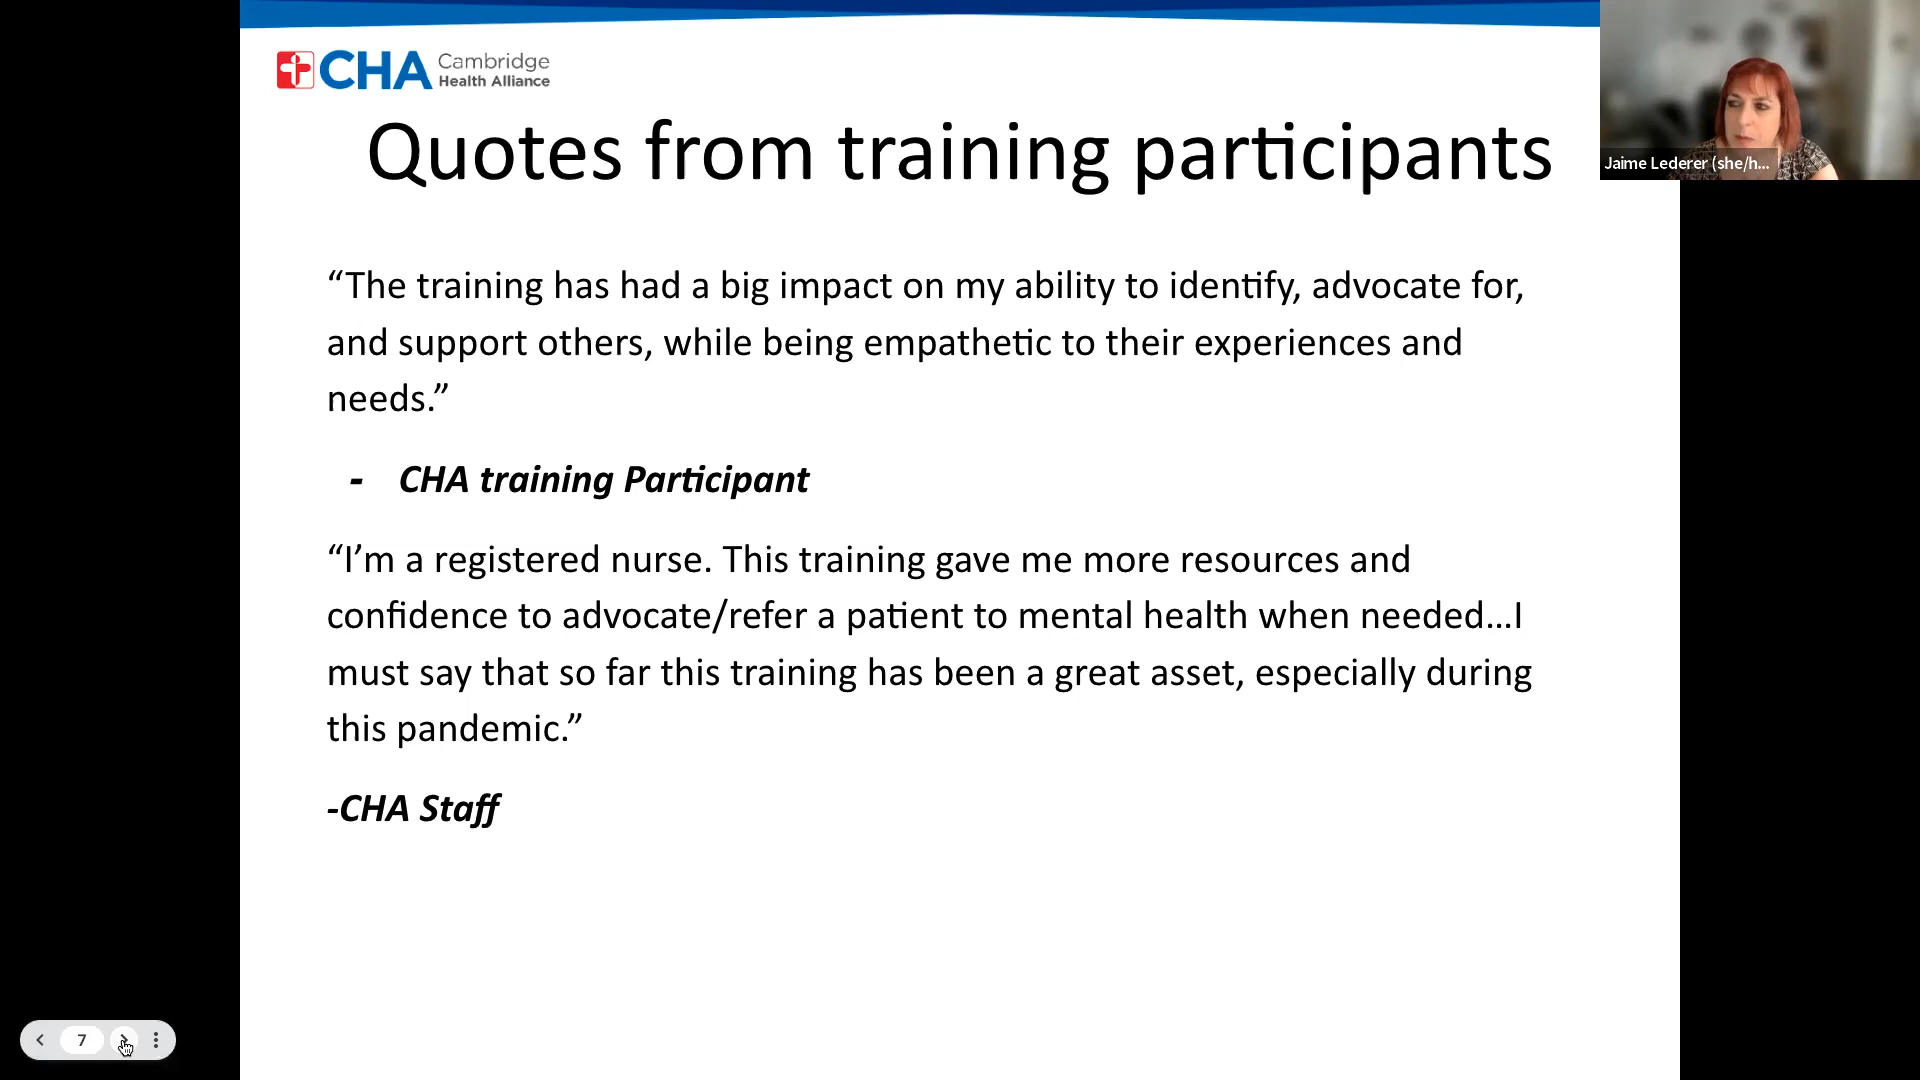 CHA Cambridge
Health Alliance
Quotes from training participants
Jaime Lederer (she/h...
“The training has had a big impact on my ability to identify, advocate for,
and support others, while being empathetic to their experiences and
needs.”
- CHA training Participant
“I’m a registered nurse. This training gave me more resources and
confidence to advocate/refer a patient to mental health when needed...I
must say that so far this training has been a great asset, especially during
this pandemic.”
-CHA Staff
7